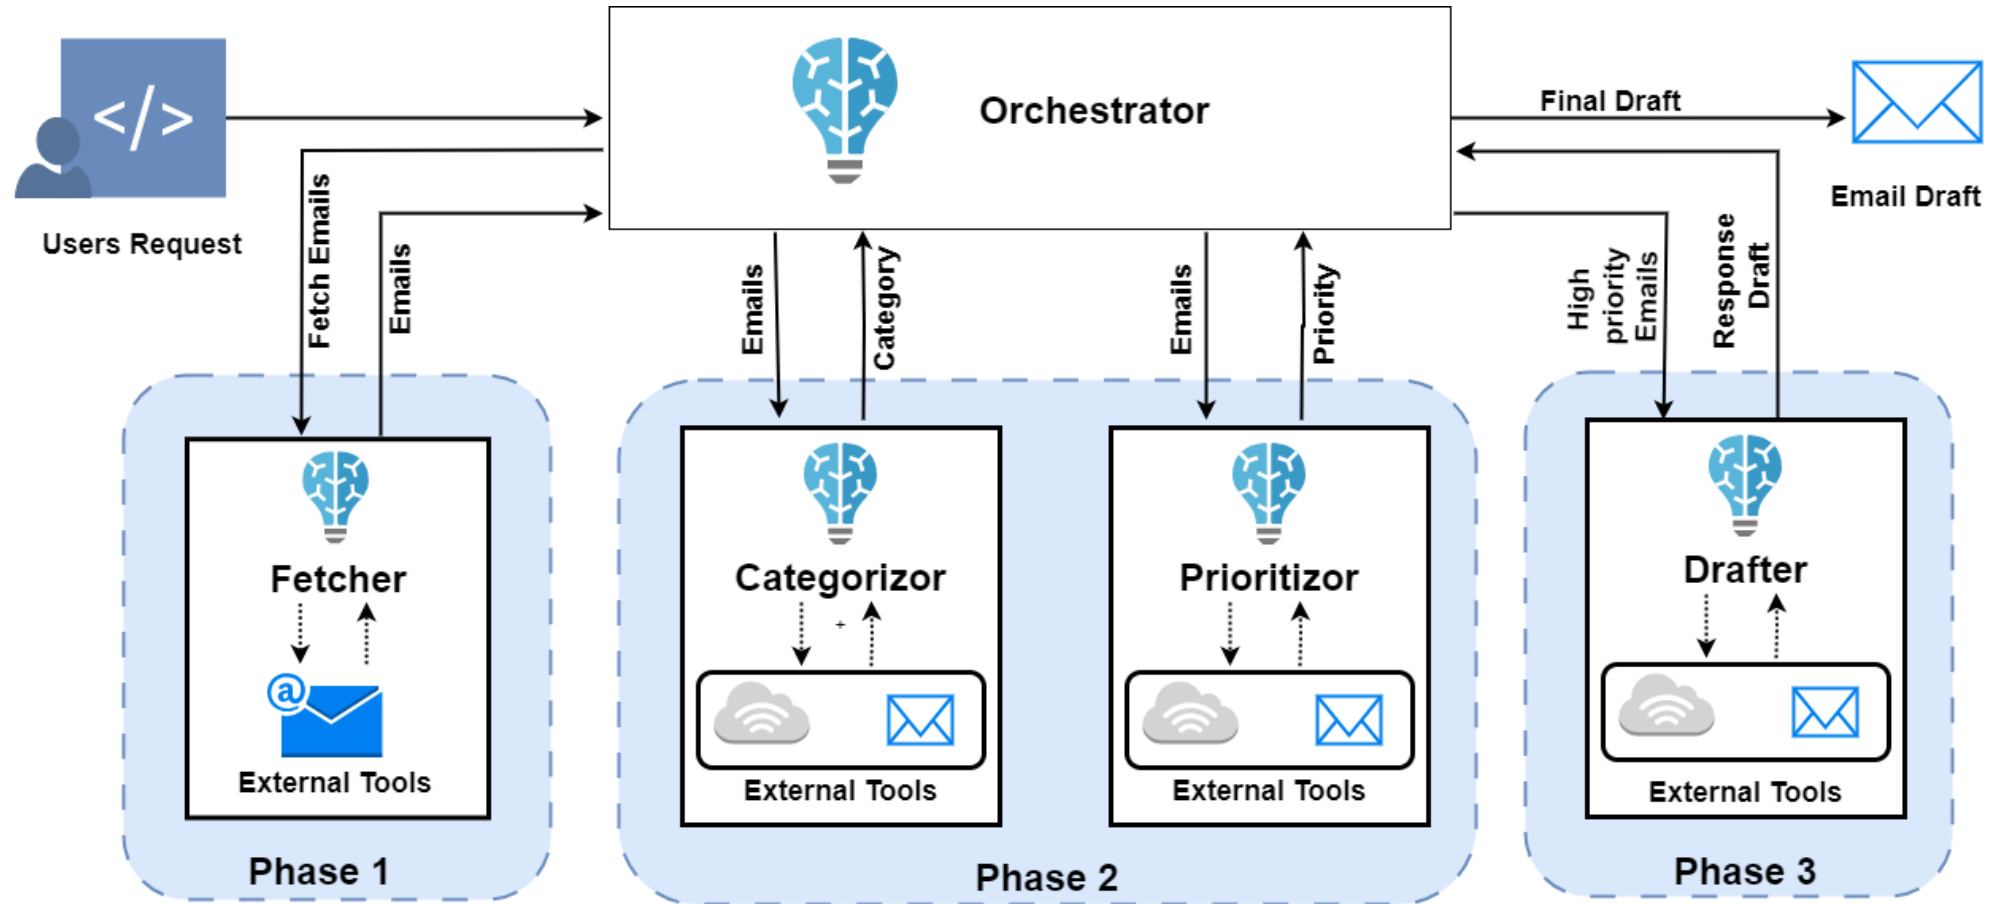 </>
Users Request
Orchestrator
Final Draft
Email Draft
Fetch Emails
Emails
Emails
Category
Emails
Priority
High
priority
Emails
Response
Draft
Fetcher
@
External Tools
Phase 1
Categorizor
+
External Tools
Prioritizor
External Tools
Phase 2
Drafter
External Tools
Phase 3